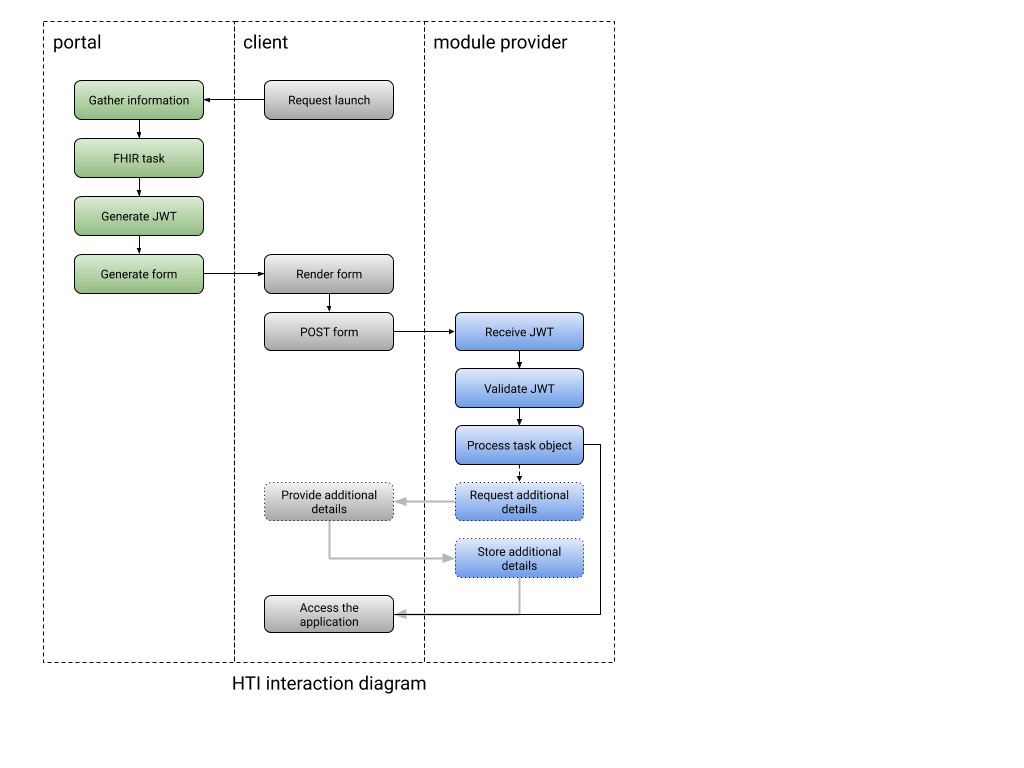 portal
client
module provider
Gather information
Request launch
FHIR task
Generate JWT
Generate form
Render form
POST form
Receive JWT
Validate JWT
Process task object
Provide additional
details
Request additional
details
Store additional
details
Access the
application
HTI interaction diagram